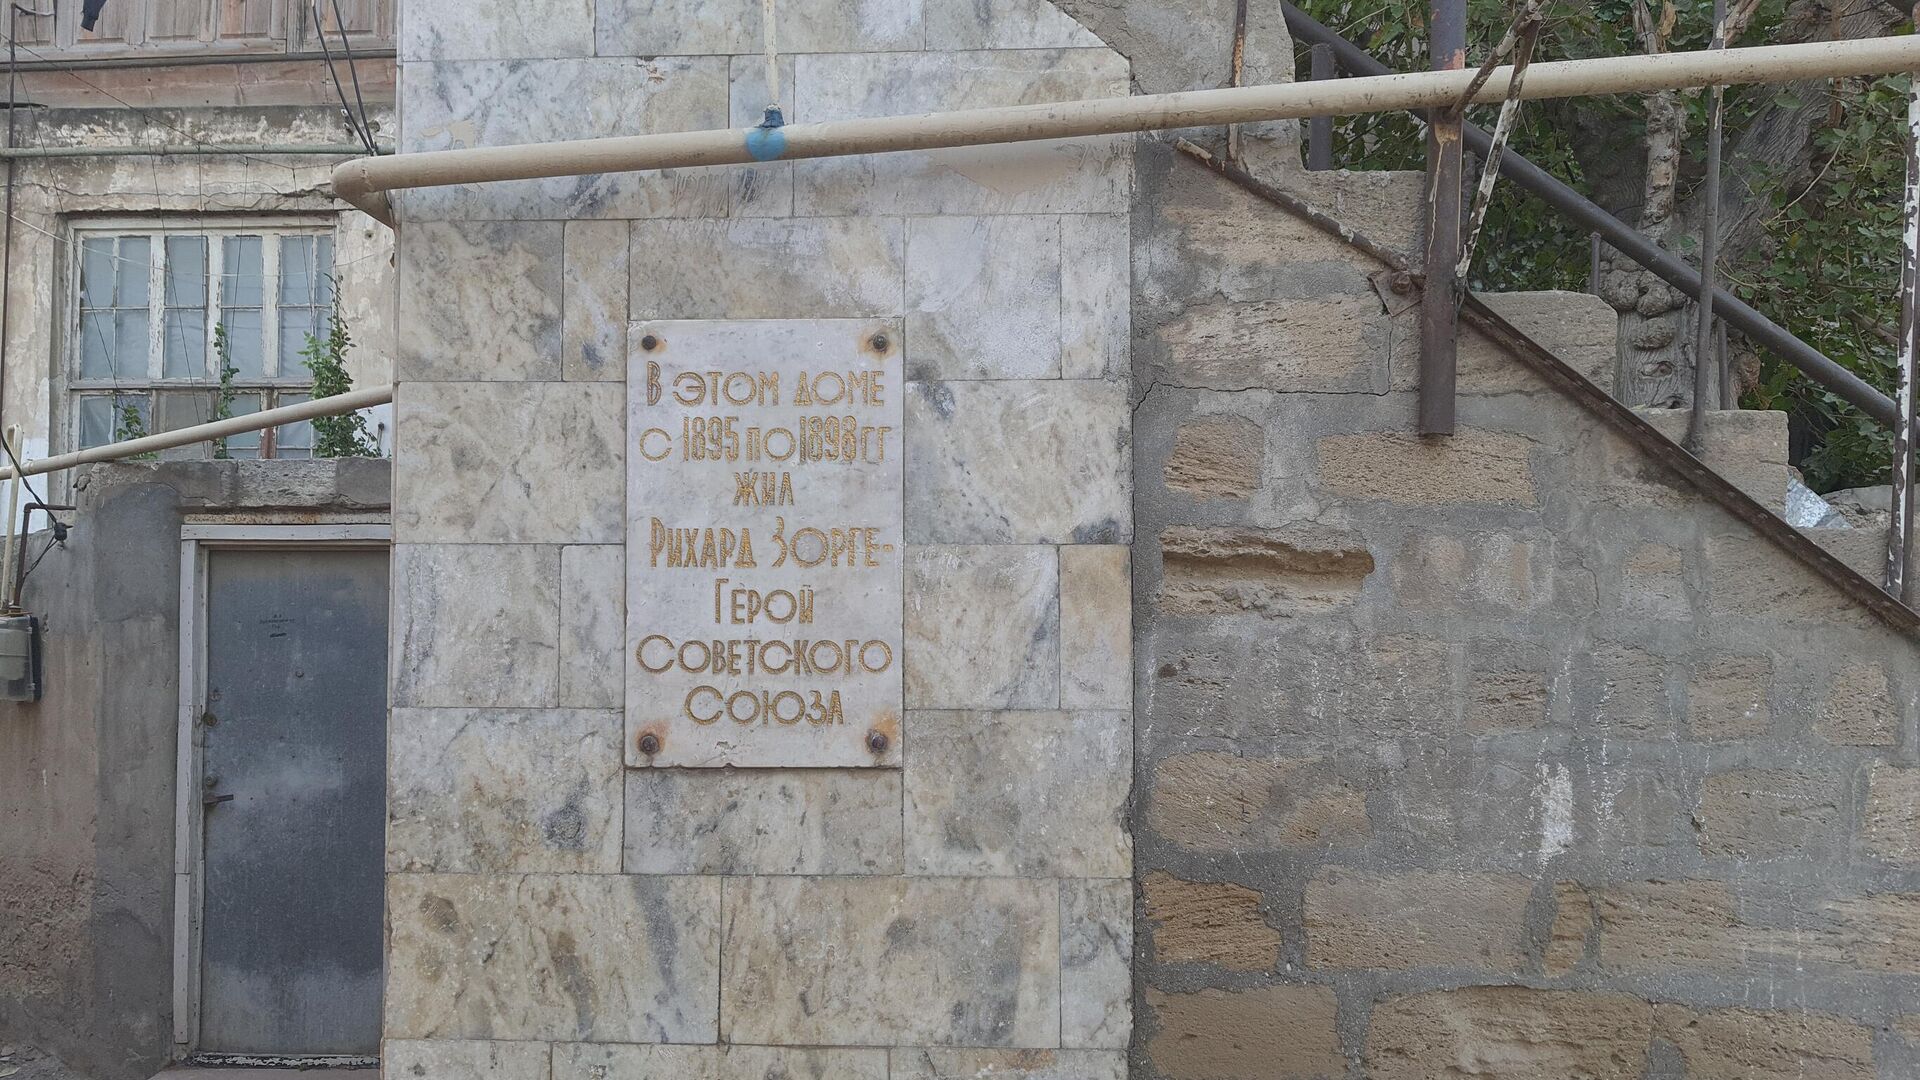 В ЭТОМ ДОМЕ
С 1895 ПО 1898 ГГ
ЖИЛ
РИХАРД ЗОРГЕ-
ГЕРОЙ
СОВЕТСКОГО
СОЮЗА